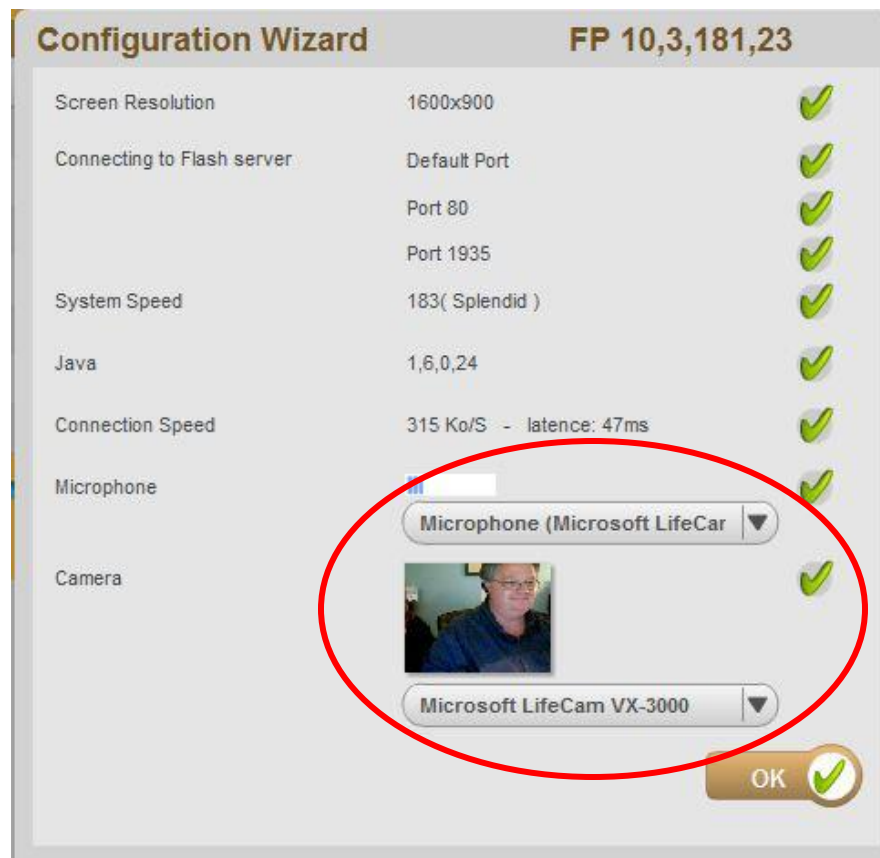 Configuration Wizard FP 10,3,181,23
Screen Resolution 1600x900
Connecting to Flash server Default Port
Port 80
Port 1935
System Speed 183( Splendid )
Java 1,6,0,24
Connection Speed 315 Ko/S - latence: 47ms
Microphone
Microphone (Microsoft LifeCar
Camera
Microsoft LifeCam VX-3000
OK